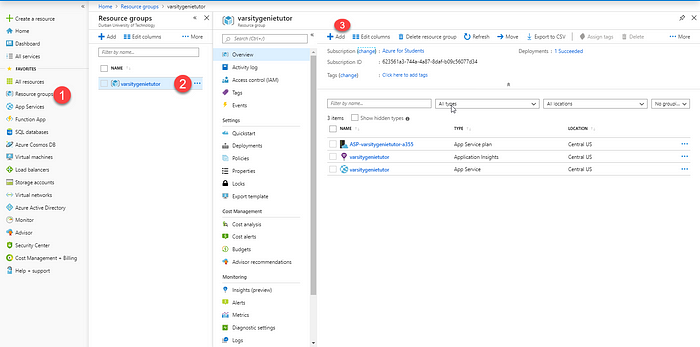 Home > Resource groups > varsitygenietutor
Create a resource
Home
Dashboard
All services
FAVORITES
All resources
Resource groups
App Services
Function App
SQL databases
Azure Cosmos DB
Virtual machines
Load balancers
Storage accounts
Virtual networks
Azure Active Directory
Monitor
Advisor
Security Center
Cost Management + Billing
Help + support
1
Resource groups
Durban University of Technology
Add Edit columns More
Filter by name...
NAME
varsitygenietutor
2
varsitygenietutor
Resource group
Search (Ctrl+/)
Overview
Activity log
Access control (IAM)
Tags
Events
Settings
Quickstart
Deployments
Policies
Properties
Locks
Export template
Cost Management
Cost analysis
Cost alerts
Budgets
Advisor recommendations
Monitoring
Insights (preview)
Alerts
Metrics
Diagnostic settings
Logs
3
Add Edit columns Delete resource group Refresh Move Export to CSV Assign tags Delete More
Subscription (change) : Azure for Students Deployments : 1 Succeeded
Subscription ID : 623561a3-744a-4a87-8daf-b09c56077d34
Tags (change) : Click here to add tags
Filter by name... All types All locations No groupi...
3 items Show hidden types
NAME TYPE LOCATION
ASP-varsitygenietutor-a355 App Service plan Central US
varsitygenietutor Application Insights Central US
varsitygenietutor App Service Central US